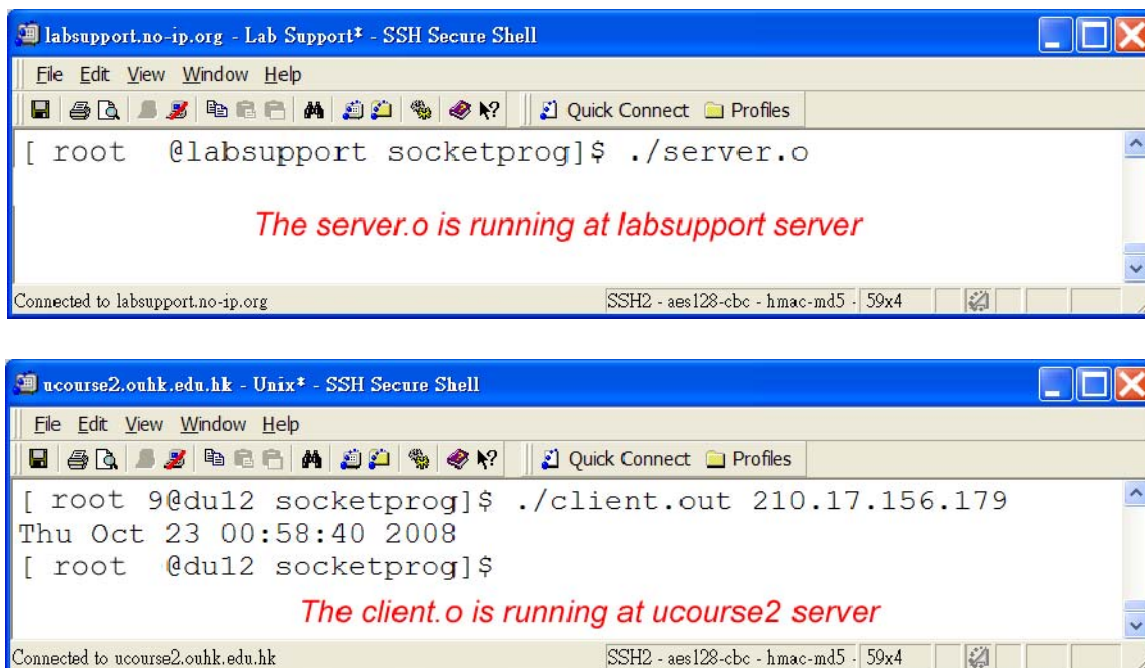 labsupport.no-ip.org - Lab Support* - SSH Secure Shell
File Edit View Window Help
Quick Connect Profiles
[ root @labsupport socketprog]$ ./server.o
The server.o is running at labsupport server
Connected to labsupport.no-ip.org SSH2 - aes128-cbc - hmac-md5 - 59x4
ucourse2.ouhk.edu.hk - Unix* - SSH Secure Shell
File Edit View Window Help
Quick Connect Profiles
[ root 9@du12 socketprog]$ ./client.out 210.17.156.179
Thu Oct 23 00:58:40 2008
[ root @du12 socketprog]$
The client.o is running at ucourse2 server
Connected to ucourse2.ouhk.edu.hk SSH2 - aes128-cbc - hmac-md5 - 59x4